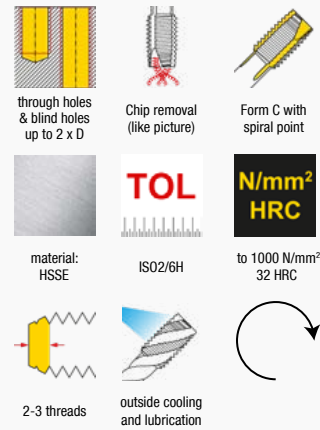 through holes
& blind holes
up to 2 x D
Chip removal
(like picture)
Form C with
spiral point
TOL
N/mm²
HRC
material:
HSSE
ISO2/6H
to 1000 N/mm²
32 HRC
2-3 threads
outside cooling
and lubrication